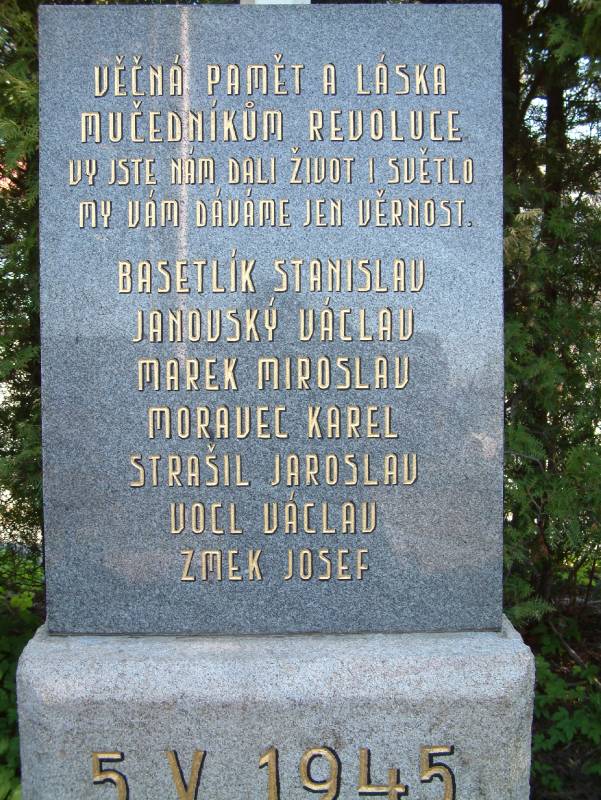 VĚČNÁ PAMĚT A LÁSKA
MUČEDNÍKŮM REVOLUCE
VY JSTE NÁM DALI ŽIVOT I SVĚTLO
MY VÁM DÁVÁME JEN VĚRNOST.
BASETLÍK STANISLAV
JANOVSKÝ VÁCLAV
MAREK MIROSLAV
MORAVEC KAREL
STRAŠIL JAROSLAV
VOCL VÁCLAV
ZMEK JOSEF
5 V 1945